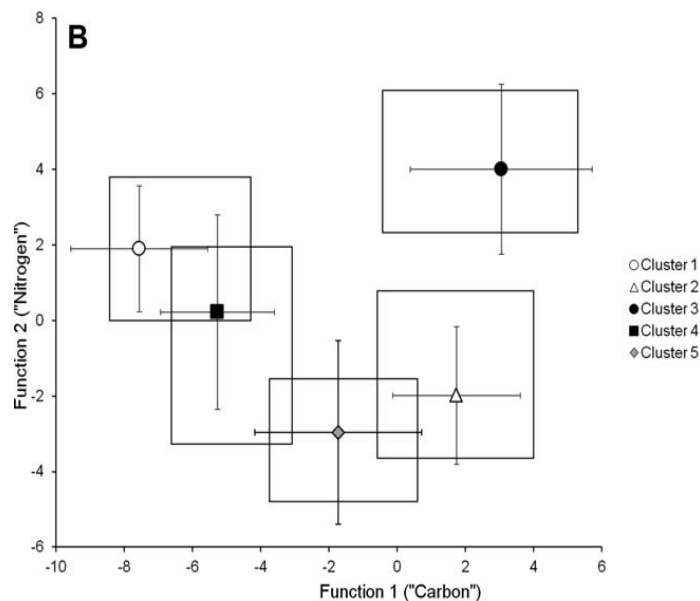 B
8
6
4
2
0
-2
-4
-6
-10 -8 -6 -4 -2 0 2 4 6
Function 2 ("Nitrogen")
Function 1 ("Carbon")
Cluster 1
Cluster 2
Cluster 3
Cluster 4
Cluster 5